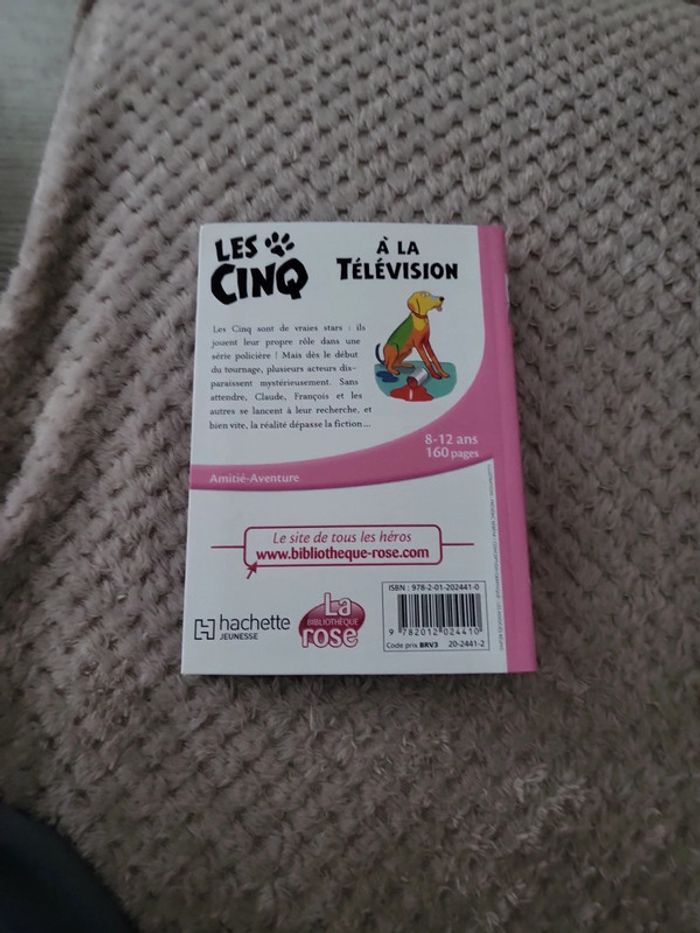 LES CINQ
À LA
TÉLÉVISION
Les Cinq sont de vraies stars : ils
jouent leur propre rôle dans une
série policière ! Mais dès le début
du tournage, plusieurs acteurs dis-
paraissent mystérieusement. Sans
attendre, Claude, François et les
autres se lancent à leur recherche, et
bien vite, la réalité dépasse la fiction...
8-12 ans
160 pages
Amitié-Aventure
Le site de tous les héros
www.bibliotheque-rose.com
ISBN : 978-2-01-202441-0
9 782012 024410
Code prix BRV3 20-2441-2
hachette
JEUNESSE
La
BIBLIOTHÈQUE
rose